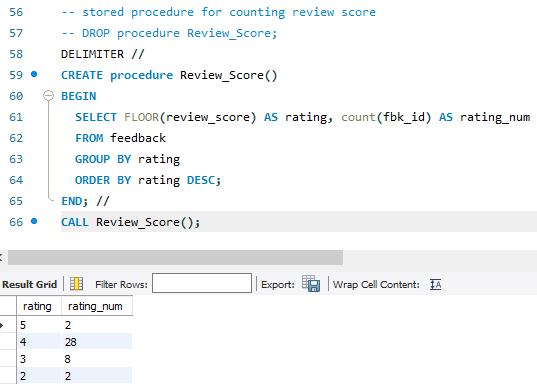 56 -- stored procedure for counting review score
57 -- DROP procedure Review_Score;
58 DELIMITER //
59 CREATE procedure Review_Score()
60 BEGIN
61 SELECT FLOOR(review_score) AS rating, count(fbk_id) AS rating_num
62 FROM feedback
63 GROUP BY rating
64 ORDER BY rating DESC;
65 END; //
66 CALL Review_Score();
Result Grid Filter Rows: Export: Wrap Cell Content: IA
rating rating_num
5 2
4 28
3 8
2 2